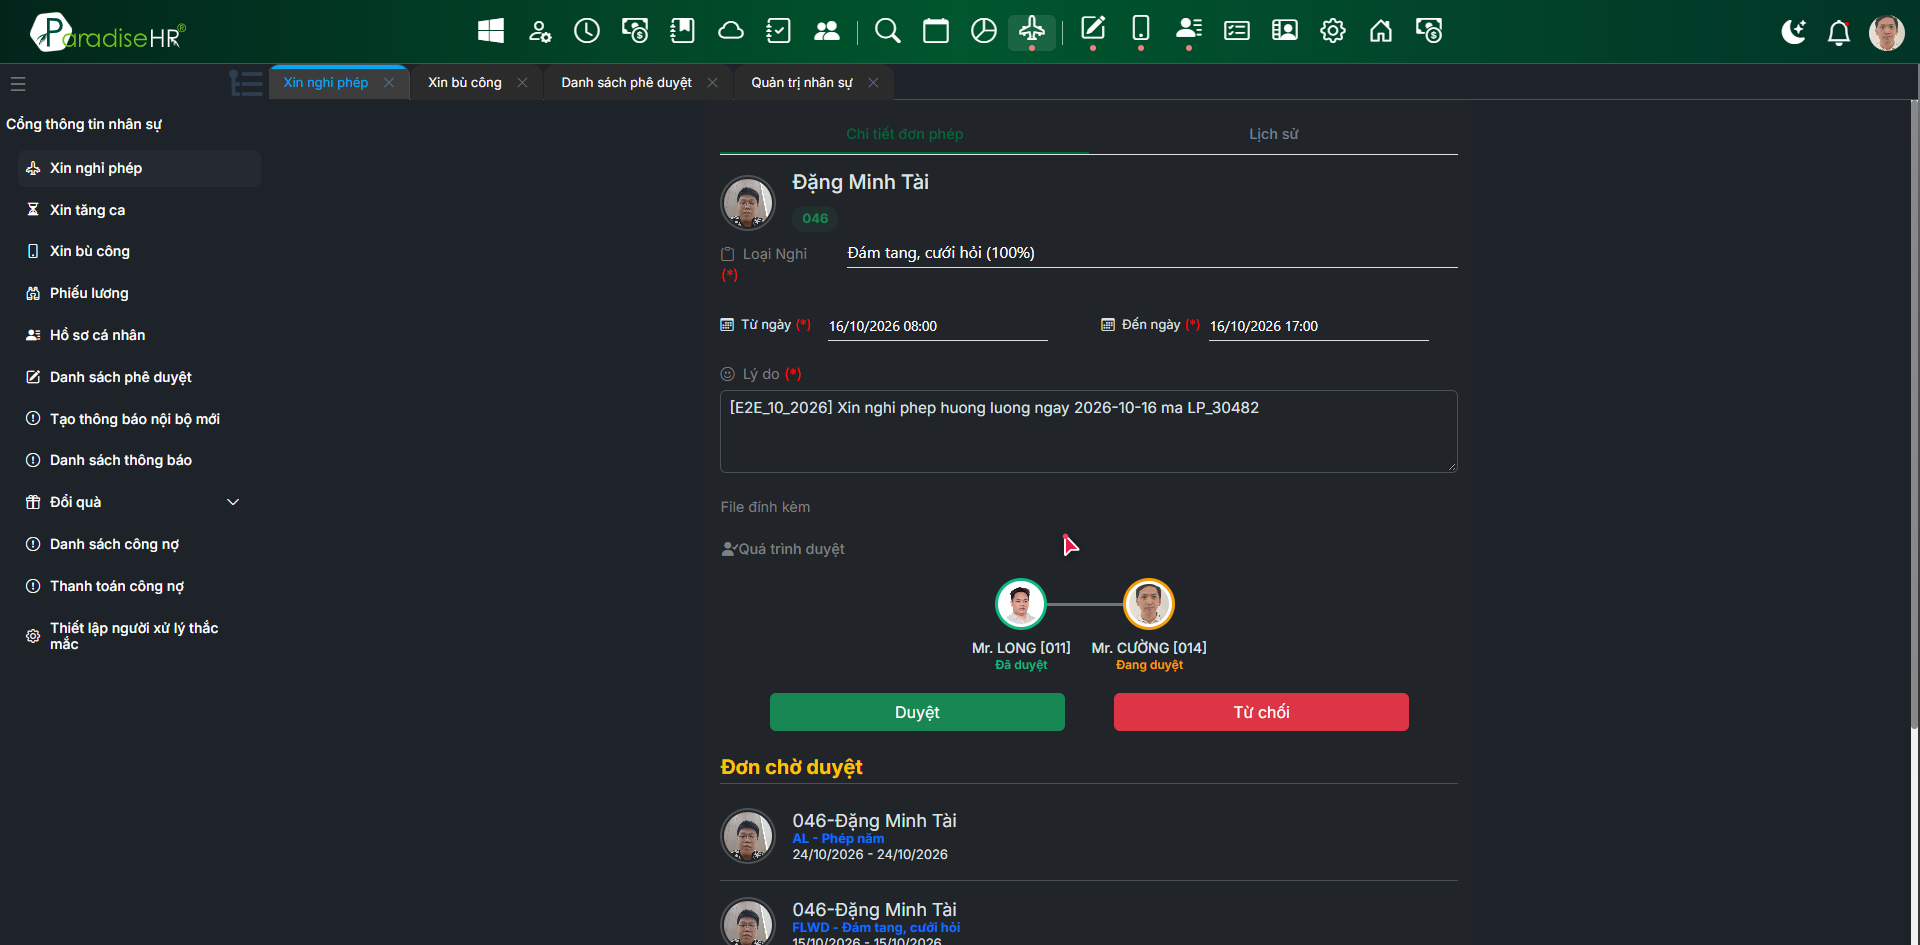 ParadiseHR®
Xin nghỉ phép
Xin bù công
Danh sách phê duyệt
Quản trị nhân sự
Cổng thông tin nhân sự
Xin nghỉ phép
Xin tăng ca
Xin bù công
Phiếu lương
Hồ sơ cá nhân
Danh sách phê duyệt
Tạo thông báo nội bộ mới
Danh sách thông báo
Đổi quà
Danh sách công nợ
Thanh toán công nợ
Thiết lập người xử lý thắc
mắc
Chi tiết đơn phép
Lịch sử
Đặng Minh Tài
046
Loại Nghỉ
(*)
Đám tang, cưới hỏi (100%)
Từ ngày (*)
16/10/2026 08:00
Đến ngày (*)
16/10/2026 17:00
Lý do (*)
[E2E_10_2026] Xin nghi phep huong luong ngay 2026-10-16 ma LP_30482
File đính kèm
Quá trình duyệt
Mr. LONG [011]
Đã duyệt
Mr. CƯỜNG [014]
Đang duyệt
Duyệt
Từ chối
Đơn chờ duyệt
046-Đặng Minh Tài
AL - Phép năm
24/10/2026 - 24/10/2026
046-Đặng Minh Tài
FLWD - Đám tang, cưới hỏi
15/10/2026 - 15/10/2026